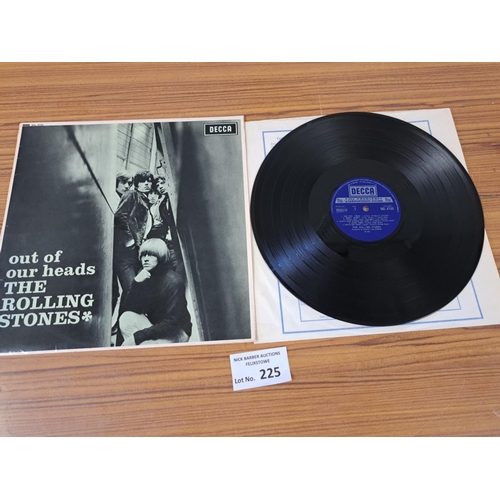 DECCA
out of
our heads
THE
ROLLING
STONES
DECCA
NICK BARBER AUCTIONS
FELIXSTOWE
Lot No. 225